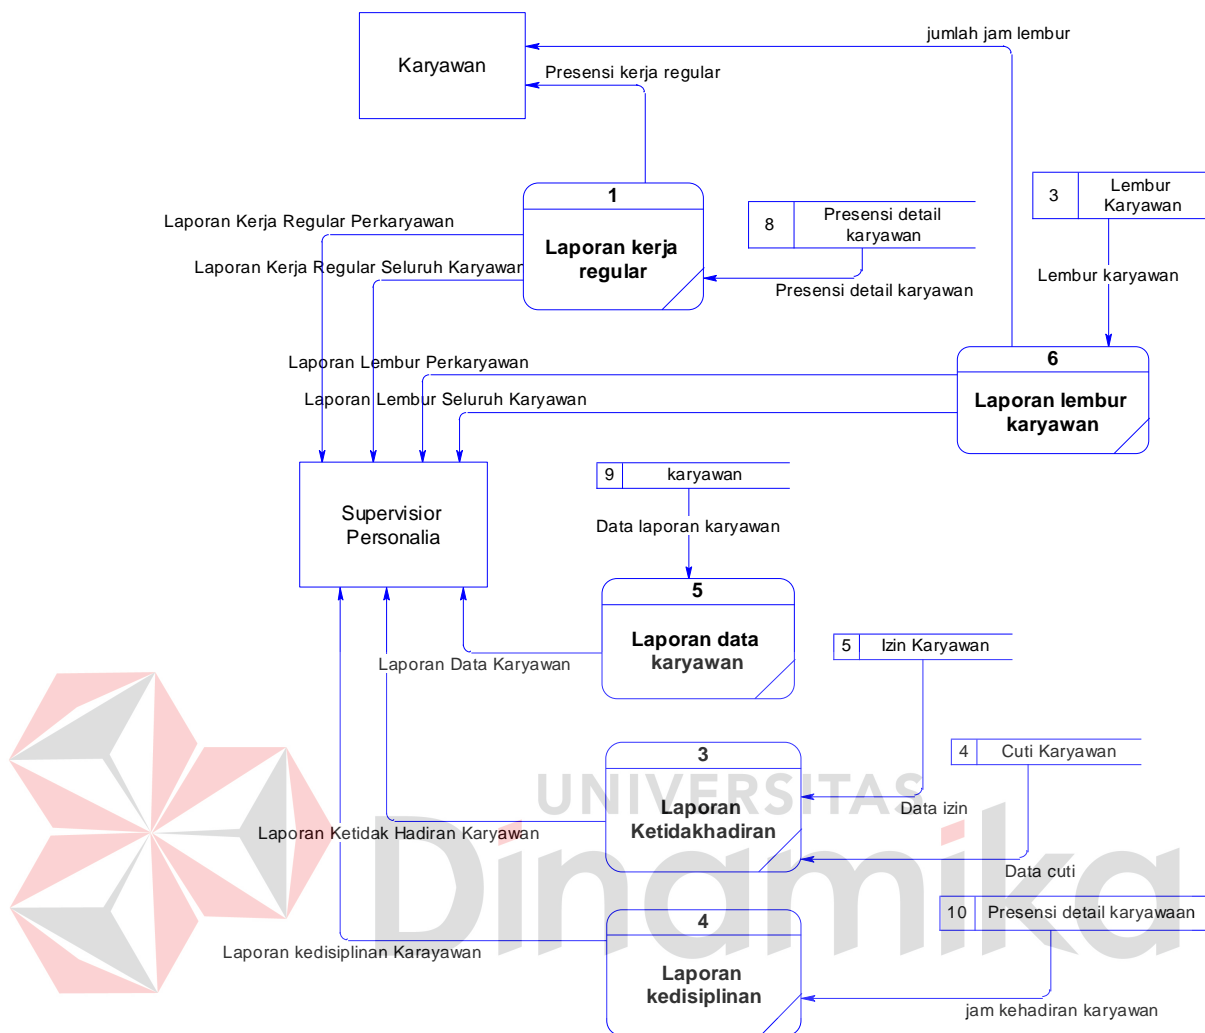 jumlah jam lembur
Karyawan
Presensi kerja regular
1
Laporan kerja
regular
3
Lembur
Karyawan
8
Presensi detail
karyawan
Laporan Kerja Regular Perkaryawan
Laporan Kerja Regular Seluruh Karyawan
Presensi detail karyawan
Lembur karyawan
6
Laporan lembur
karyawan
Laporan Lembur Perkaryawan
Laporan Lembur Seluruh Karyawan
9
karyawan
Supervisior
Personalia
Data laporan karyawan
5
Laporan data
karyawan
Laporan Data Karyawan
5
Izin Karyawan
3
Laporan
Ketidakhadiran
4
Cuti Karyawan
UNIVERSITAS
Dinamika
Data izin
Laporan Ketidak Hadiran Karyawan
Data cuti
10
Presensi detail karyawaan
4
Laporan
kedisiplinan
Laporan kedisiplinan Karayawan
jam kehadiran karyawan